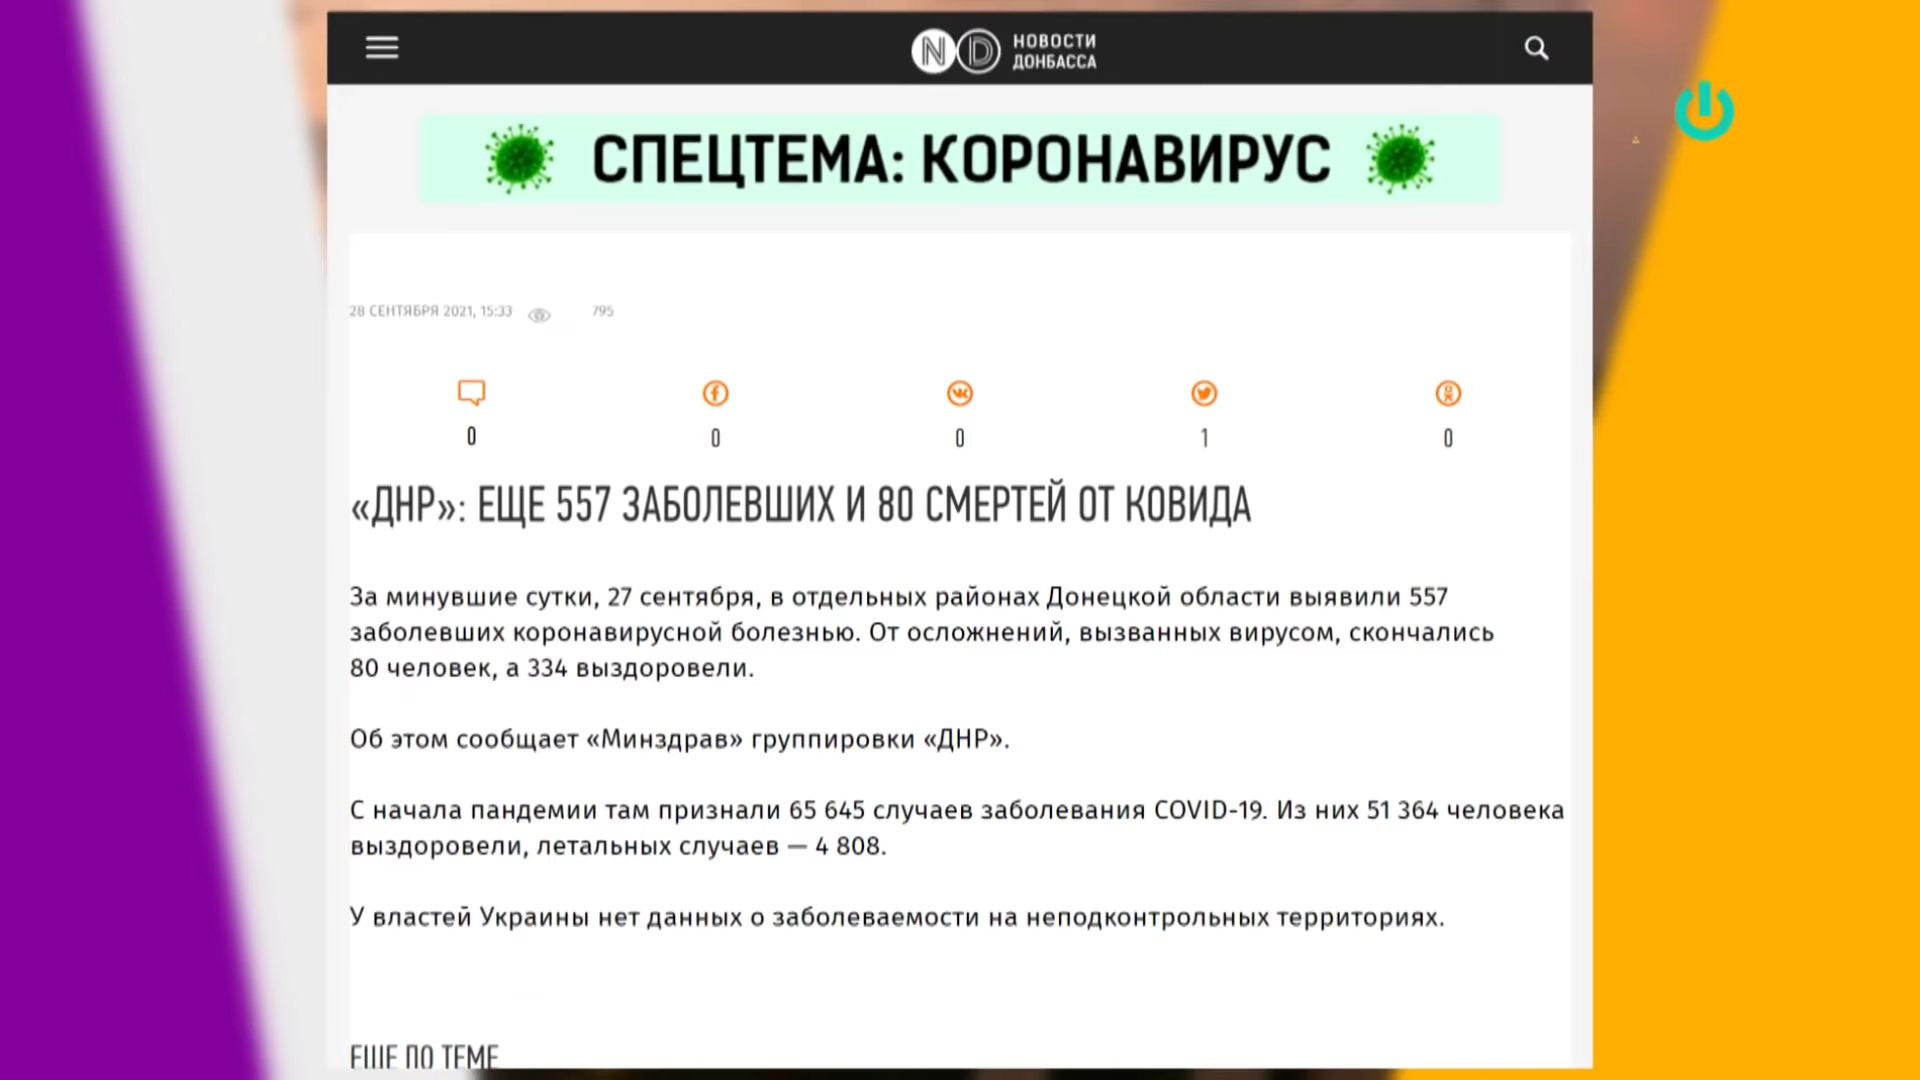 ND НОВОСТИ
ДОНБАССА
СПЕЦТЕМА: КОРОНАВИРУС
28 СЕНТЯБРЯ 2021, 15:33 795
0 0 0 1 0
«ДНР»: ЕЩЕ 557 ЗАБОЛЕВШИХ И 80 СМЕРТЕЙ ОТ КОВИДА
За минувшие сутки, 27 сентября, в отдельных районах Донецкой области выявили 557
заболевших коронавирусной болезнью. От осложнений, вызванных вирусом, скончались
80 человек, а 334 выздоровели.
Об этом сообщает «Минздрав» группировки «ДНР».
С начала пандемии там признали 65 645 случаев заболевания COVID-19. Из них 51 364 человека
выздоровели, летальных случаев — 4 808.
У властей Украины нет данных о заболеваемости на неподконтрольных территориях.
ЕЩЕ ПО ТЕМЕ